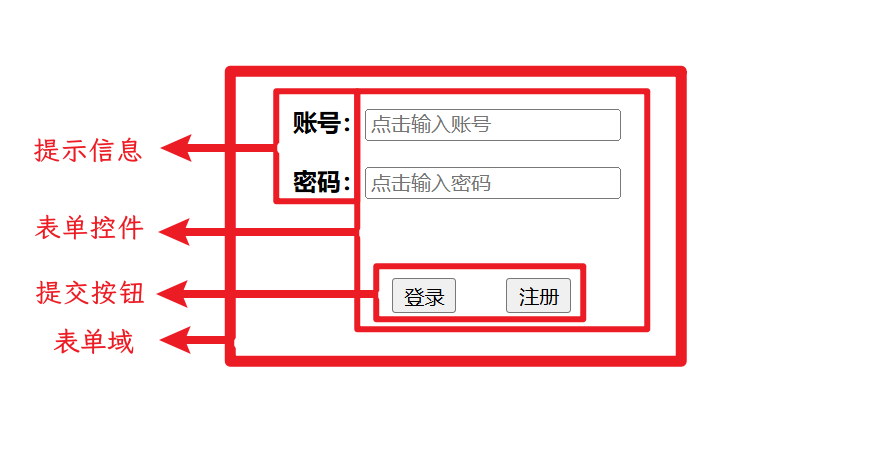 账号： 点击输入账号
提示信息
密码： 点击输入密码
表单控件
提交按钮 登录 注册
表单域